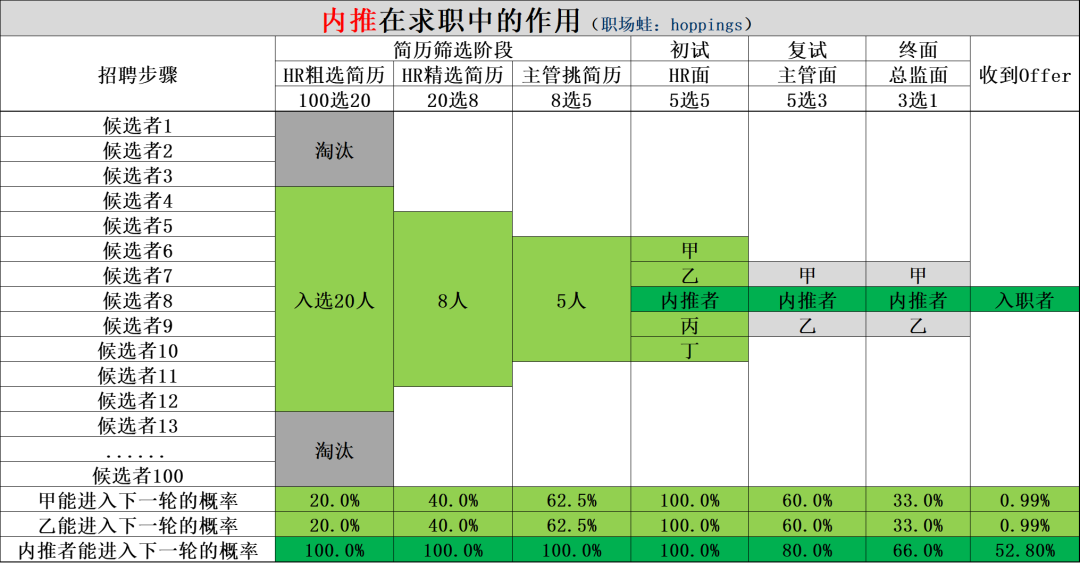 内推在求职中的作用（职场蛙：hoppings）
招聘步骤 简历筛选阶段 初试 复试 终面 收到Offer
HR粗选简历 HR精选简历 主管挑简历 HR面 主管面 总监面
100选20 20选8 8选5 5选5 5选3 3选1
候选者1
候选者2 淘汰
候选者3
候选者4
候选者5
候选者6 甲
候选者7 乙 甲 甲
候选者8 入选20人 8人 5人 内推者 内推者 内推者 入职者
候选者9 丙 乙 乙
候选者10 丁
候选者11
候选者12
候选者13
...... 淘汰
候选者100
甲能进入下一轮的概率 20.0% 40.0% 62.5% 100.0% 60.0% 33.0% 0.99%
乙能进入下一轮的概率 20.0% 40.0% 62.5% 100.0% 60.0% 33.0% 0.99%
内推者能进入下一轮的概率 100.0% 100.0% 100.0% 100.0% 80.0% 66.0% 52.80%